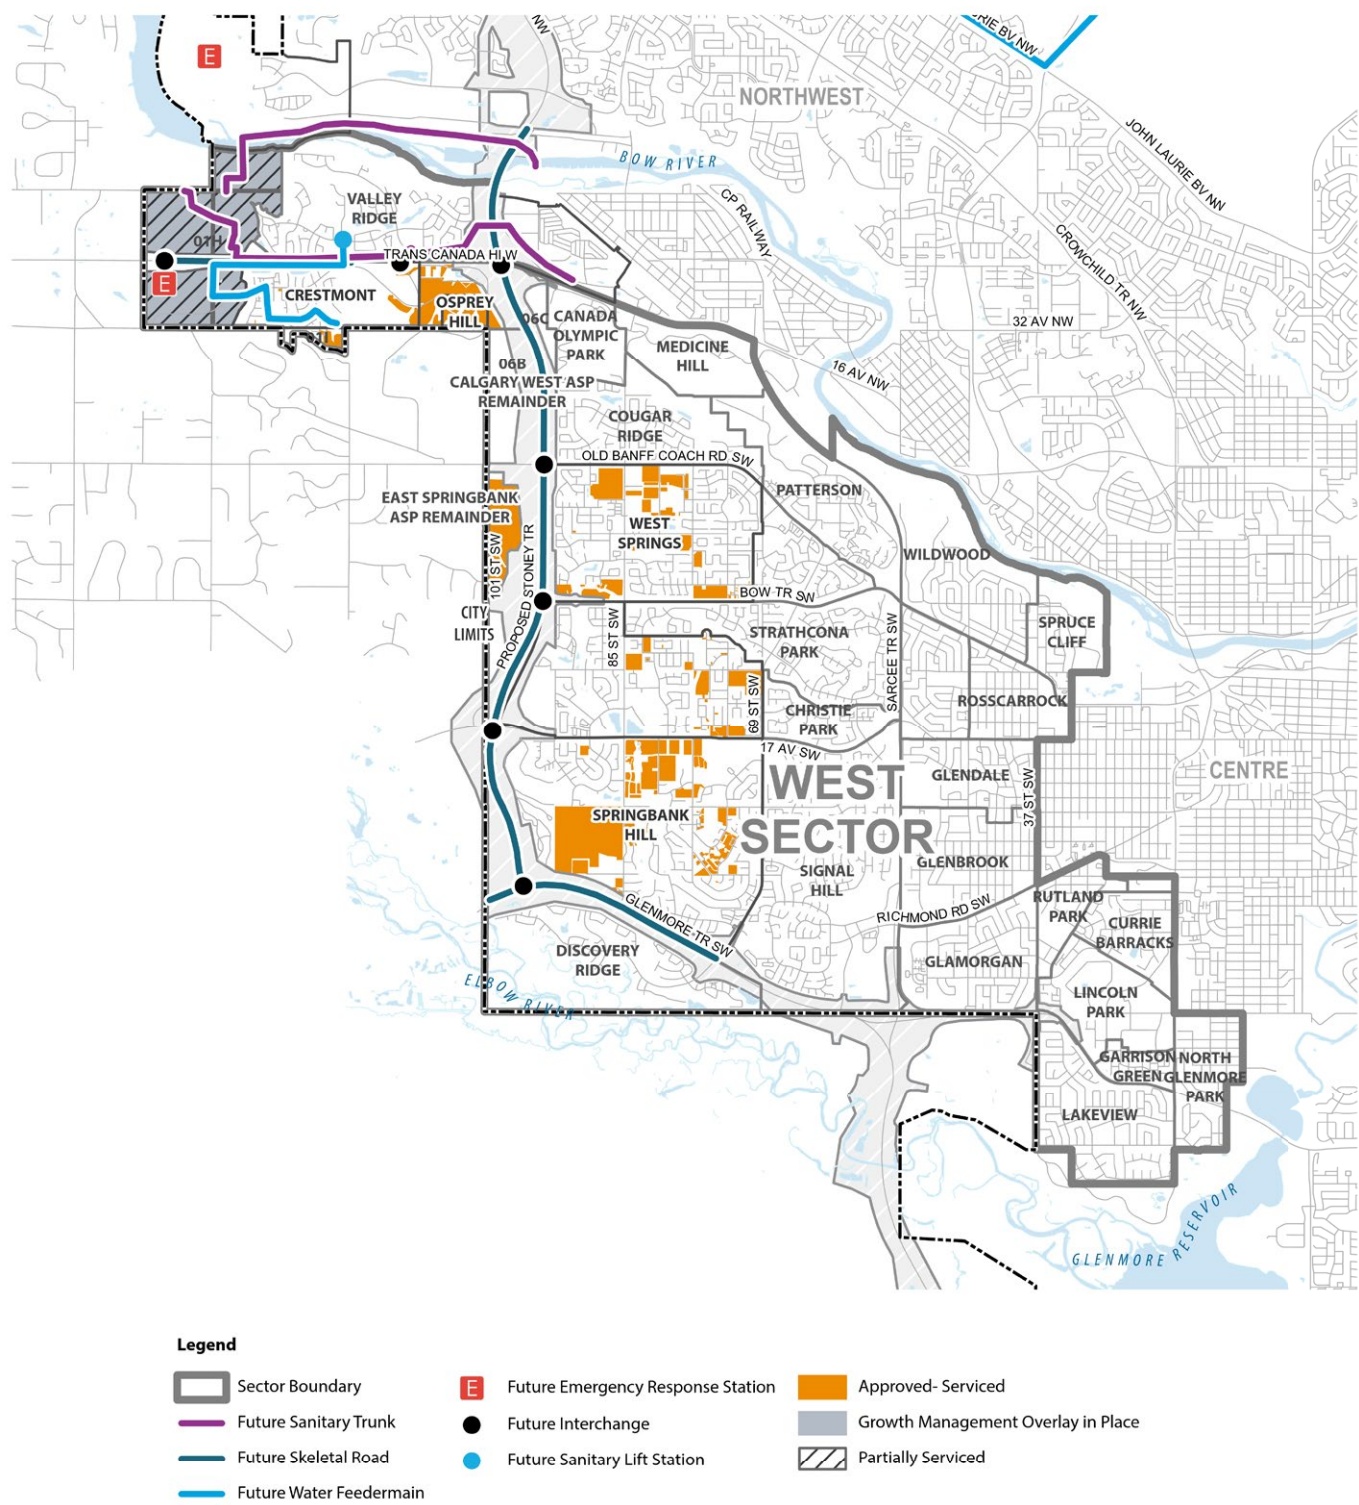 NW
RIE BV NW
NORTHWEST
JOHN LAURIE BV NW
BOW RIVER
CP RAILWAY
CROWCHILD TR NW
E
VALLEY
RIDGE
07H
TRANS CANADA HI W
E
CRESTMONT
OSPREY
HILL
06C
CANADA
OLYMPIC
PARK
32 AV NW
MEDICINE
HILL
16 AV NW
06B
CALGARY WEST ASP
REMAINDER
COUGAR
RIDGE
OLD BANFF COACH RD SW
PATTERSON
EAST SPRINGBANK
ASP REMAINDER
WEST
SPRINGS
WILDWOOD
101 ST SW
PROPOSED STONEY TR
BOW TR SW
CITY
LIMITS
85 ST SW
STRATHCONA
PARK
SARCEE TR SW
SPRUCE
CLIFF
69 ST SW
CHRISTIE
PARK
ROSSCARROCK
17 AV SW
WEST
SECTOR
GLENDALE
37 ST SW
CENTRE
SPRINGBANK
HILL
GLENBROOK
SIGNAL
HILL
RICHMOND RD SW
RUTLAND
PARK
CURRIE
BARRACKS
GLENMORE TR SW
DISCOVERY
RIDGE
GLAMORGAN
ELBOW RIVER
LINCOLN
PARK
GARRISON
GREEN
NORTH
GLENMORE
PARK
LAKEVIEW
GLENMORE RESERVOIR
Legend
Sector Boundary
Future Sanitary Trunk
Future Skeletal Road
Future Water Feedermain
E
Future Emergency Response Station
Future Interchange
Future Sanitary Lift Station
Approved- Serviced
Growth Management Overlay in Place
Partially Serviced